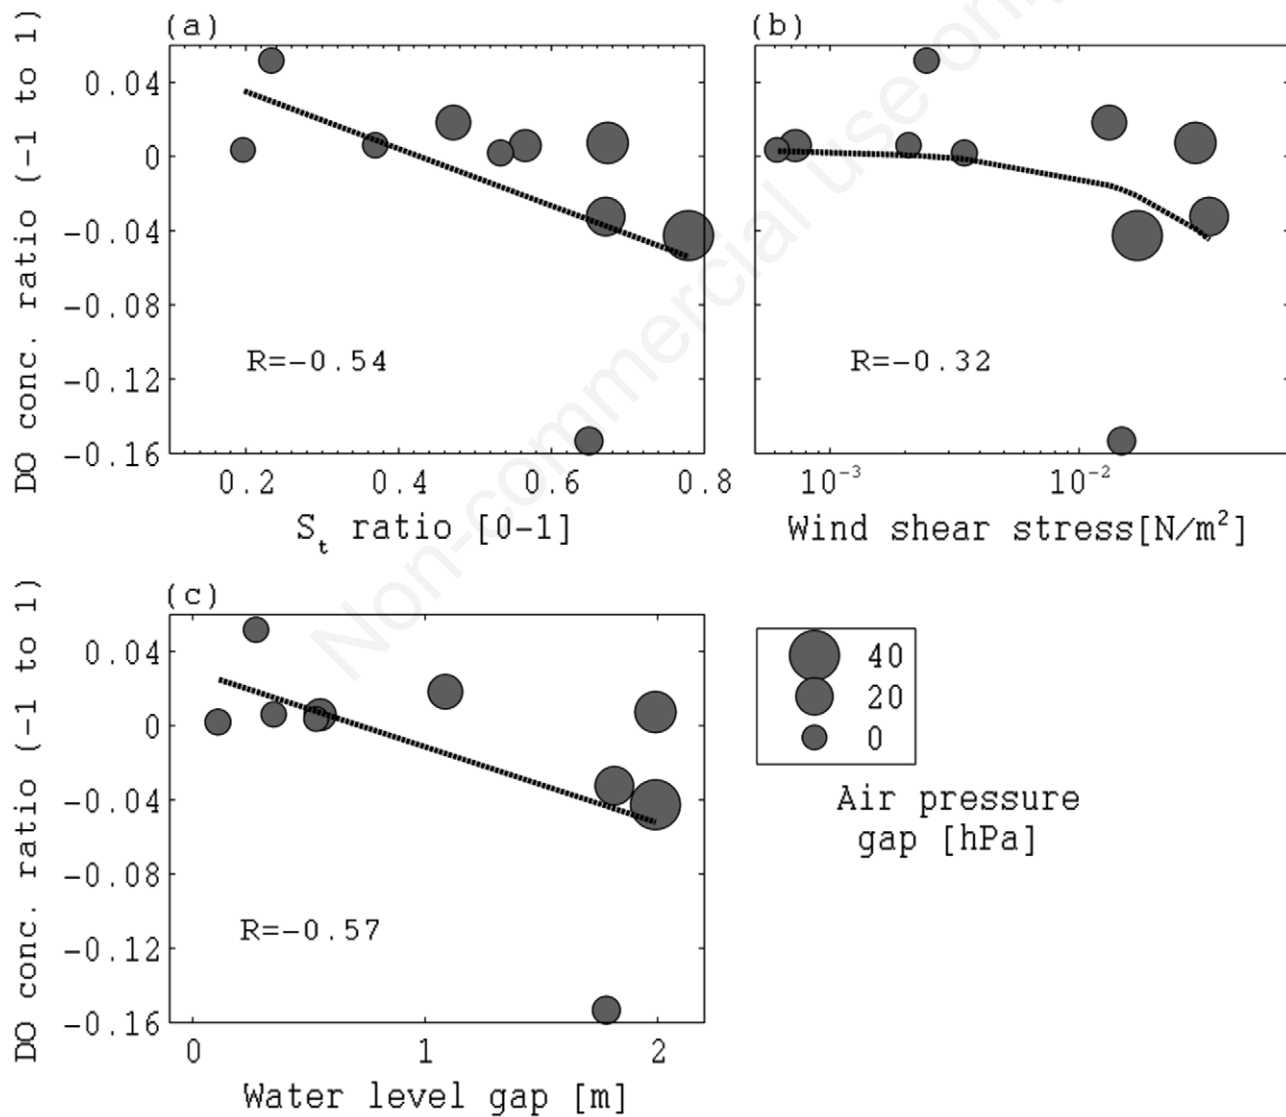 (a)
DO conc. ratio (−1 to 1)
0.04
0
−0.04
−0.08
−0.12
−0.16
R=−0.54
0.2 0.4 0.6 0.8
S_t ratio [0−1]
(b)
R=−0.32
10^−3 10^−2
Wind shear stress[N/m^2]
(c)
DO conc. ratio (−1 to 1)
0.04
0
−0.04
−0.08
−0.12
−0.16
R=−0.57
0 1 2
Water level gap [m]
40
20
0
Air pressure
gap [hPa]
Non-commercial use only